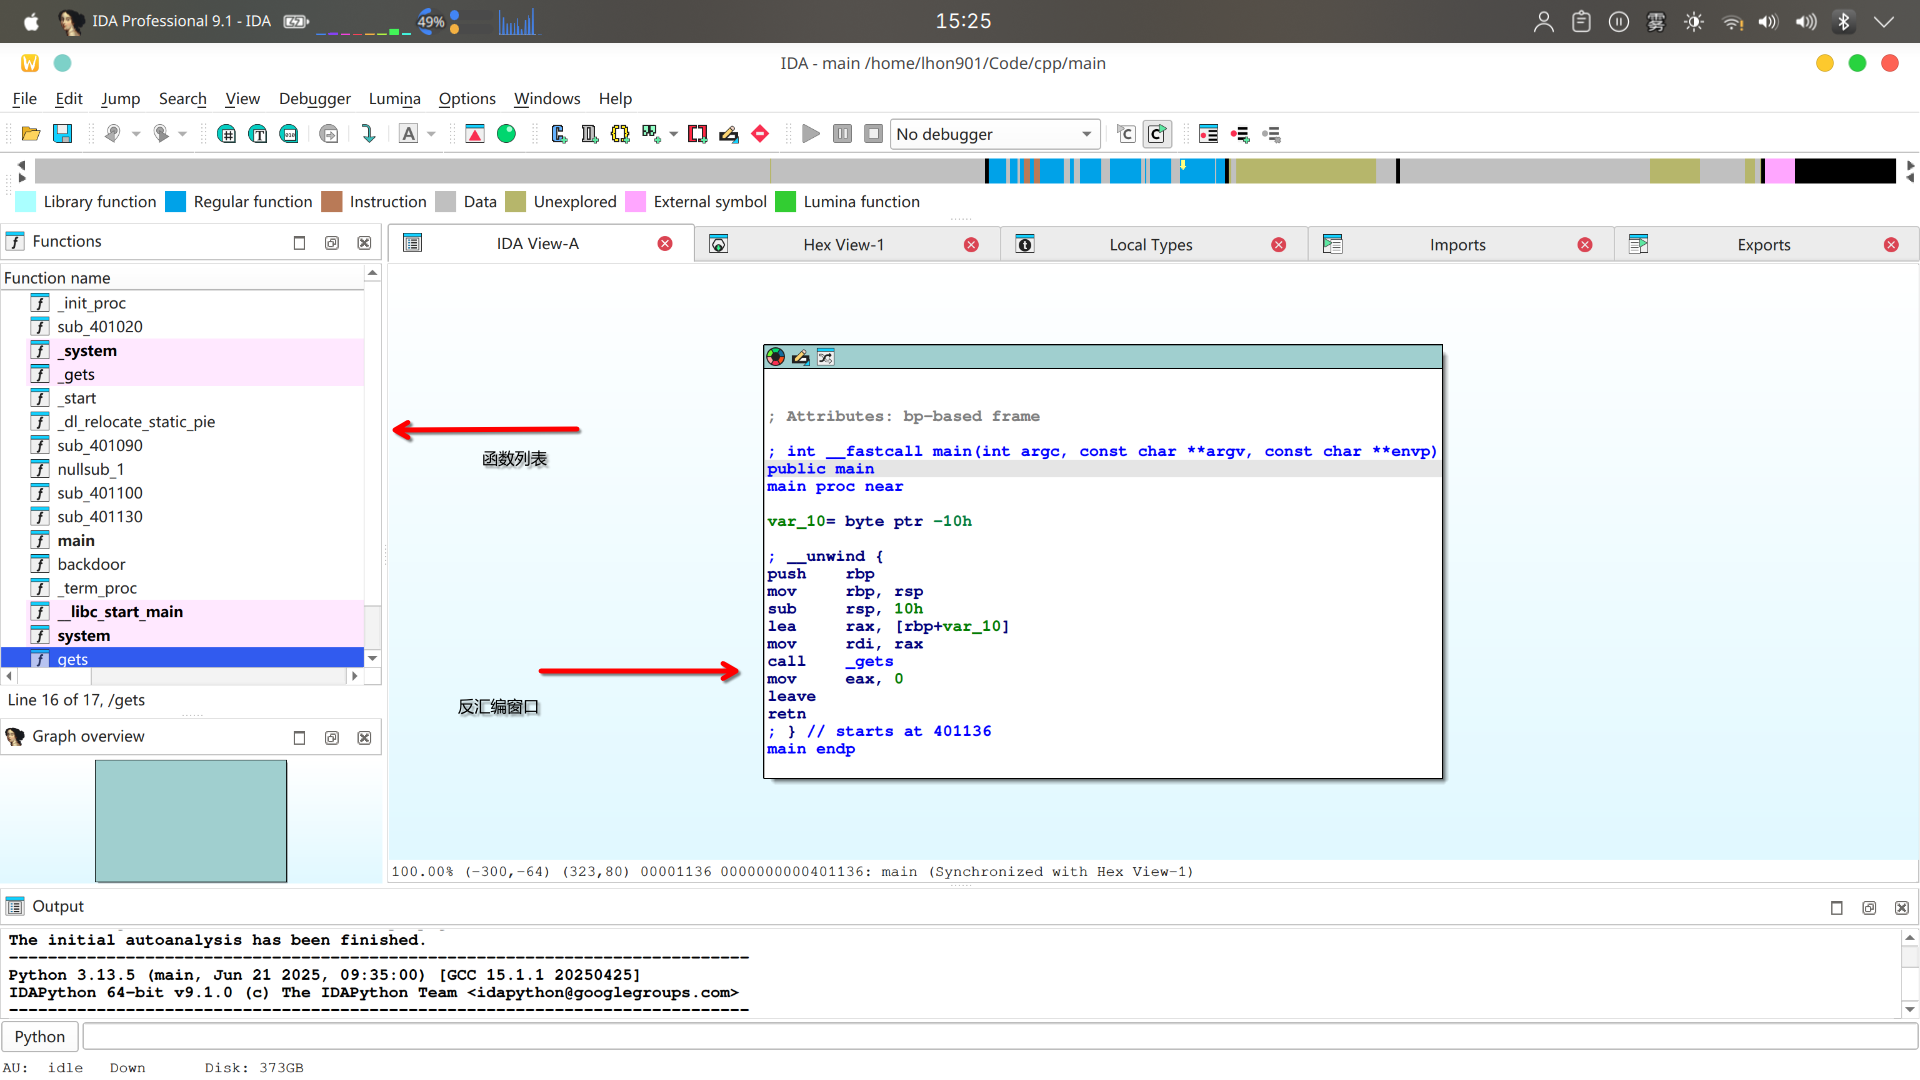 IDA Professional 9.1 - IDA
49%
15:25
雾
W
IDA - main /home/lhon901/Code/cpp/main
File Edit Jump Search View Debugger Lumina Options Windows Help
No debugger
Library function Regular function Instruction Data Unexplored External symbol Lumina function
Functions
IDA View-A
Hex View-1
Local Types
Imports
Exports
Function name
_init_proc
sub_401020
_system
_gets
_start
_dl_relocate_static_pie
sub_401090
nullsub_1
sub_401100
sub_401130
main
backdoor
_term_proc
__libc_start_main
system
gets
Line 16 of 17, /gets
Graph overview
函数列表
反汇编窗口
; Attributes: bp-based frame
; int __fastcall main(int argc, const char **argv, const char **envp)
public main
main proc near
var_10= byte ptr -10h
; __unwind {
push rbp
mov rbp, rsp
sub rsp, 10h
lea rax, [rbp+var_10]
mov rdi, rax
call _gets
mov eax, 0
leave
retn
; } // starts at 401136
main endp
100.00% (-300,-64) (323,80) 00001136 0000000000401136: main (Synchronized with Hex View-1)
Output
The initial autoanalysis has been finished.
-----------------------------------------------------------------------------
Python 3.13.5 (main, Jun 21 2025, 09:35:00) [GCC 15.1.1 20250425]
IDAPython 64-bit v9.1.0 (c) The IDAPython Team <idapython@googlegroups.com>
-----------------------------------------------------------------------------
Python
AU: idle Down Disk: 373GB